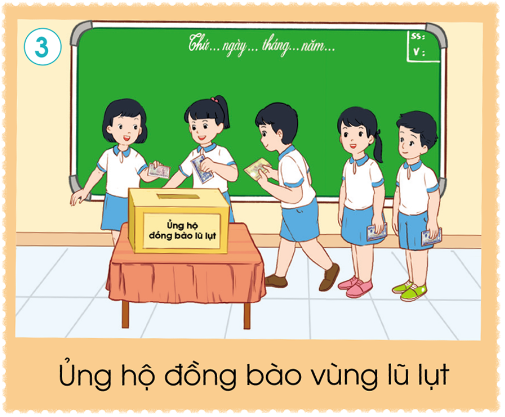 3
Thứ... ngày... tháng...năm...
SS:
V:
Ủng hộ
đồng bào lũ lụt
Ủng hộ đồng bào vùng lũ lụt